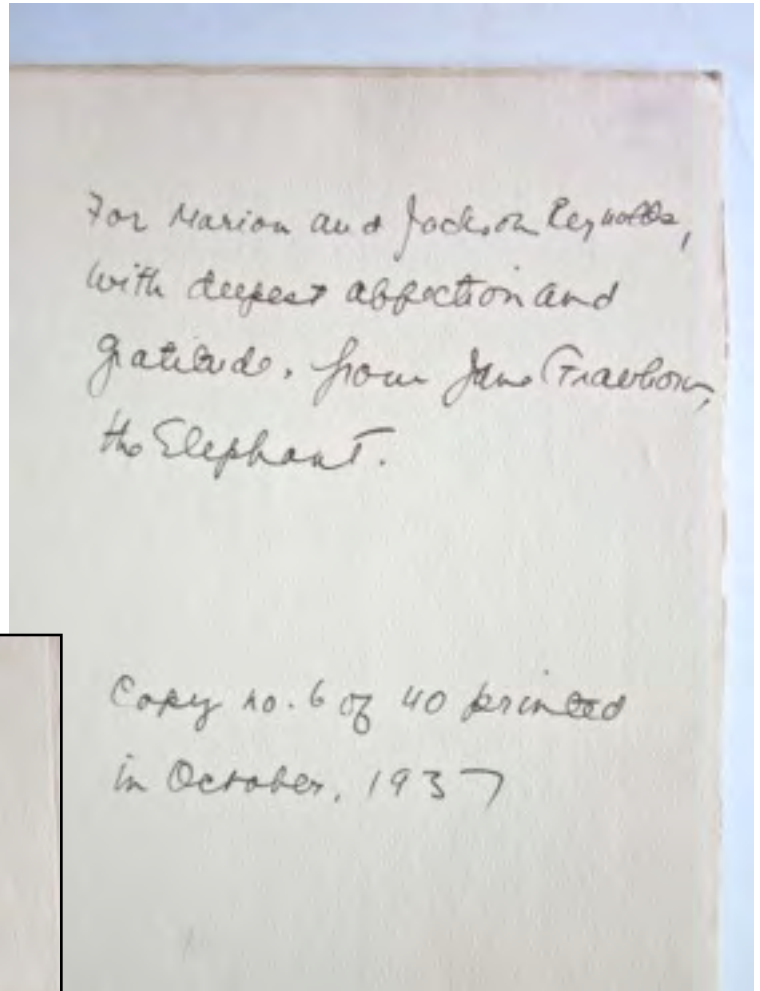 For Marion and Jackson Reynolds,
with deepest affection and
gratitude, from Jane Grabhorn,
the Elephant.
Copy no. 6 of 40 printed
in October, 1937